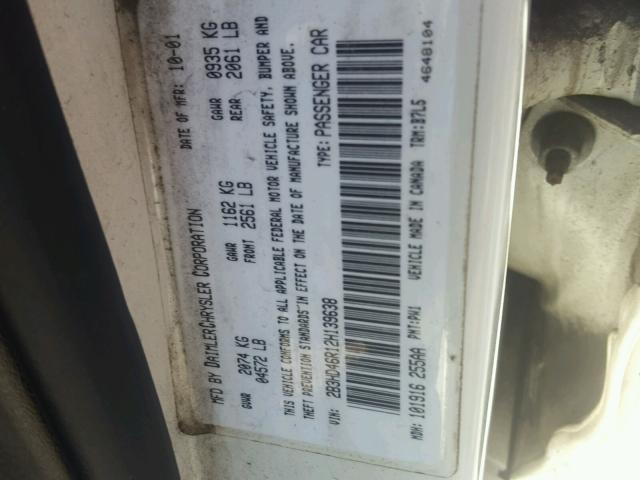 MFD BY DAIMLERCHRYSLER CORPORATION DATE OF MFR: 10-01
GVWR 2074 KG 04572 LB GAWR FRONT 1162 KG 2561 LB GAWR REAR 0935 KG 2061 LB
THIS VEHICLE CONFORMS TO ALL APPLICABLE FEDERAL MOTOR VEHICLE SAFETY, BUMPER AND
THEFT PREVENTION STANDARDS IN EFFECT ON THE DATE OF MANUFACTURE SHOWN ABOVE.
VIN: 2B3HD46R12H139638 TYPE: PASSENGER CAR
MDH: 101916 255AA PNT: PW1 VEHICLE MADE IN CANADA TRM: B7L5
4648104